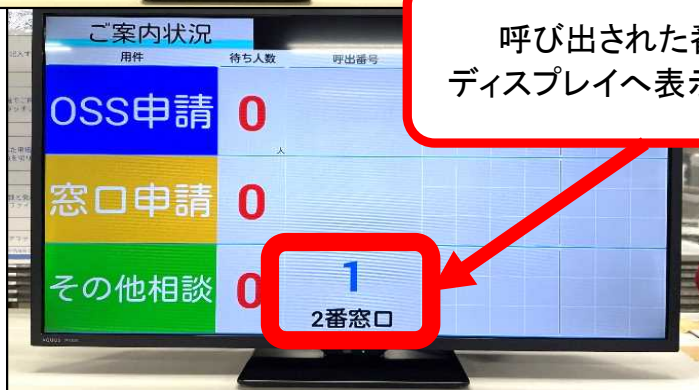 呼び出された
ディスプレイへ表示
ご案内状況
用件 待ち人数 呼出番号
OSS申請 0
人
窓口申請 0
その他相談 0 1
2番窓口
AQUOS